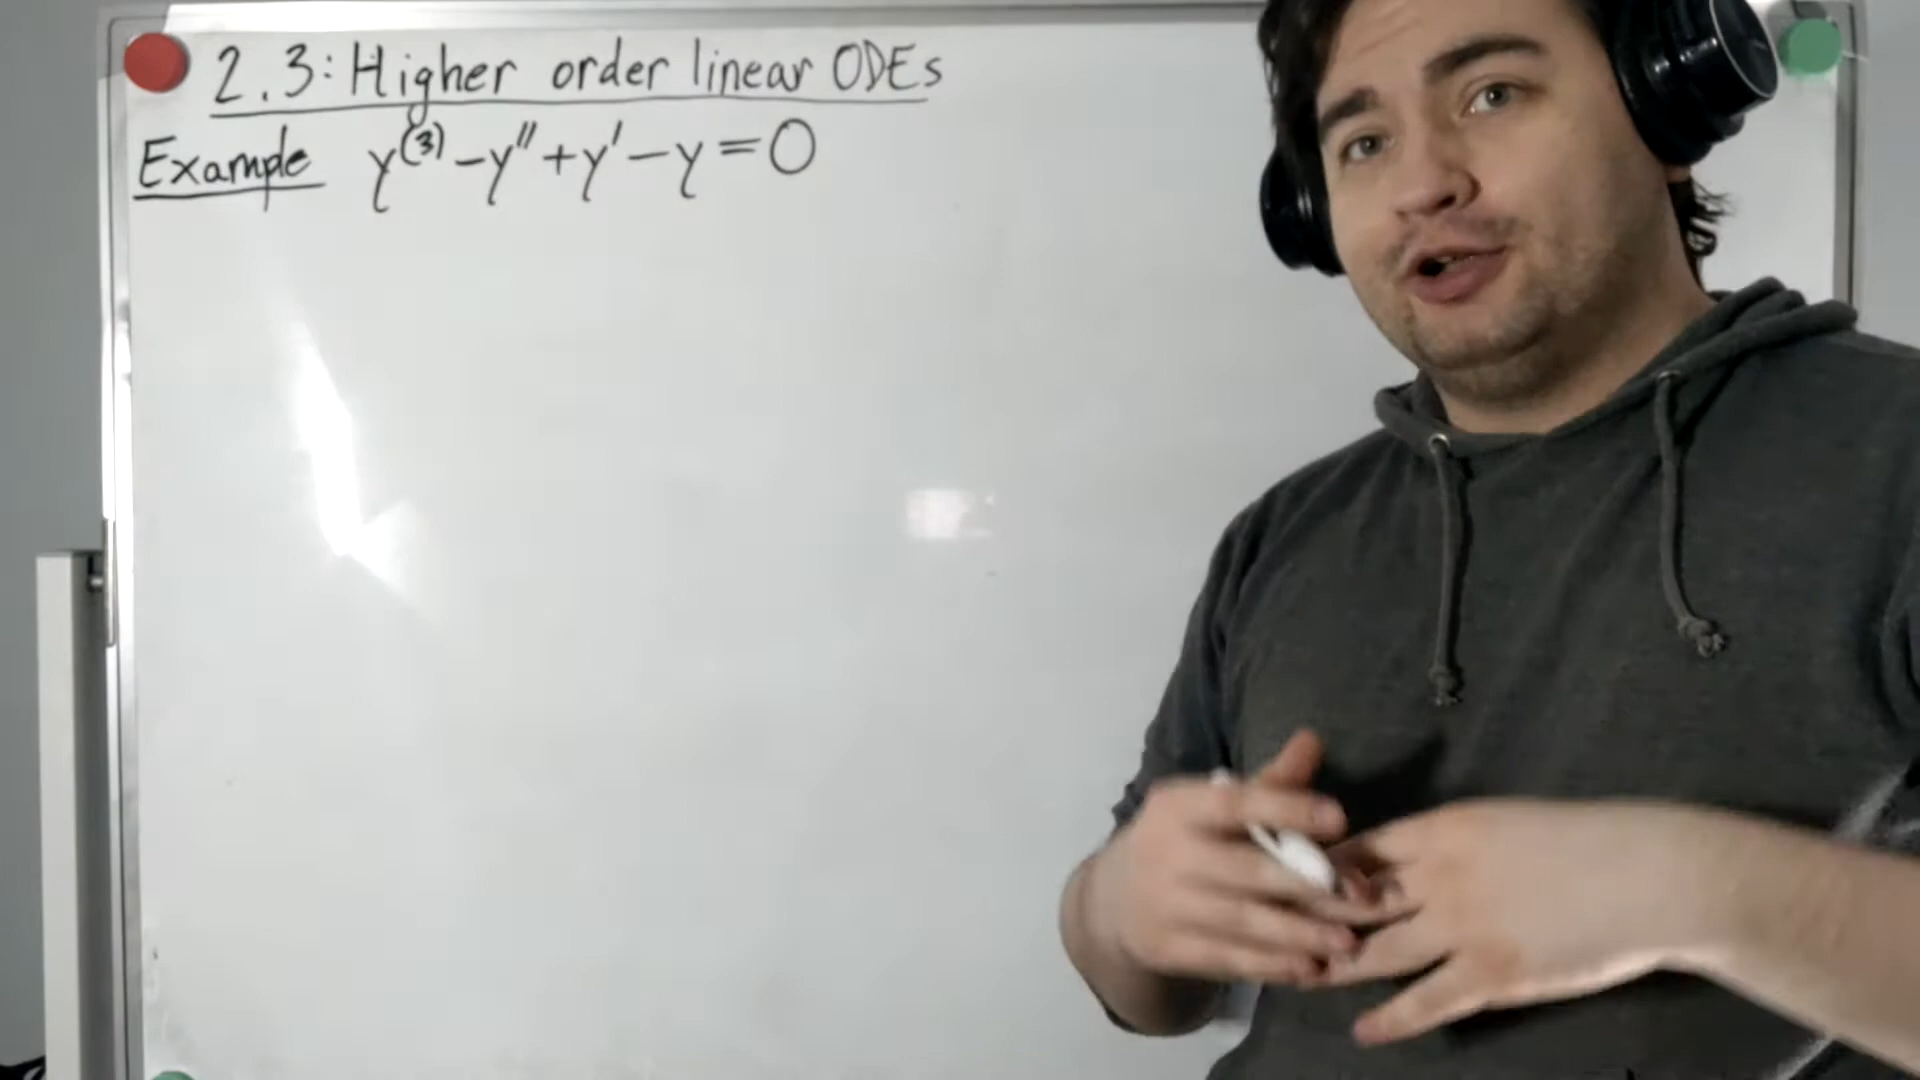 2.3: Higher order linear ODEs
Example y⁽³⁾ - y'' + y' - y = 0